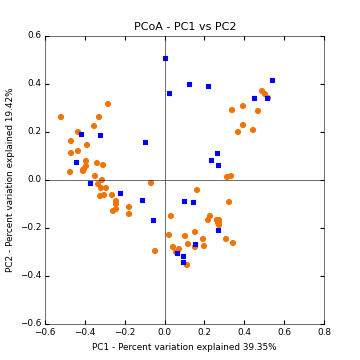 PCoA - PC1 vs PC2
PC2 - Percent variation explained 19.42%
0.6
0.4
0.2
0.0
−0.2
−0.4
−0.6
−0.6 −0.4 −0.2 0.0 0.2 0.4 0.6 0.8
PC1 - Percent variation explained 39.35%